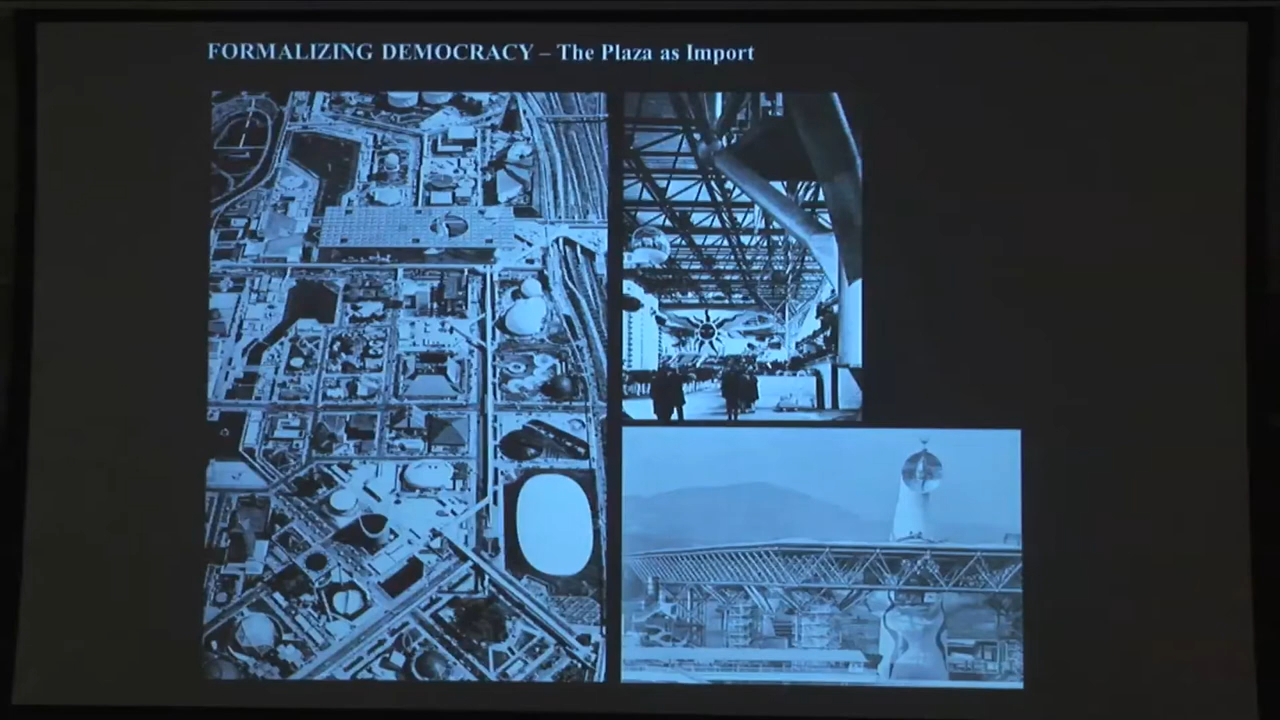 FORMALIZING DEMOCRACY – The Plaza as Import